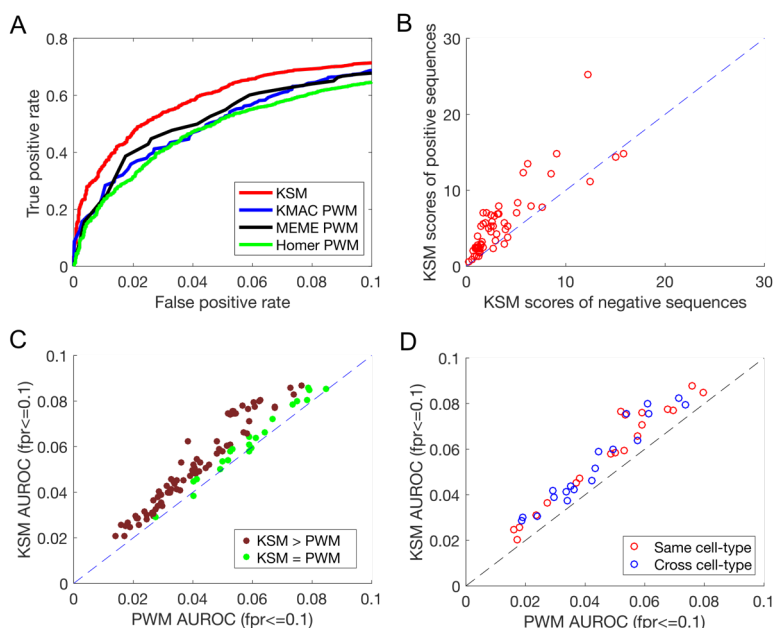 A
True positive rate
0.8
0.6
0.4
0.2
0
0 0.02 0.04 0.06 0.08 0.1
False positive rate
KSM
KMAC PWM
MEME PWM
Homer PWM
B
KSM scores of positive sequences
30
20
10
0
0 10 20 30
KSM scores of negative sequences
C
KSM AUROC (fpr<=0.1)
0.1
0.08
0.06
0.04
0.02
0
0 0.02 0.04 0.06 0.08 0.1
PWM AUROC (fpr<=0.1)
KSM > PWM
KSM = PWM
D
KSM AUROC (fpr<=0.1)
0.1
0.08
0.06
0.04
0.02
0
0 0.02 0.04 0.06 0.08 0.1
PWM AUROC (fpr<=0.1)
Same cell-type
Cross cell-type